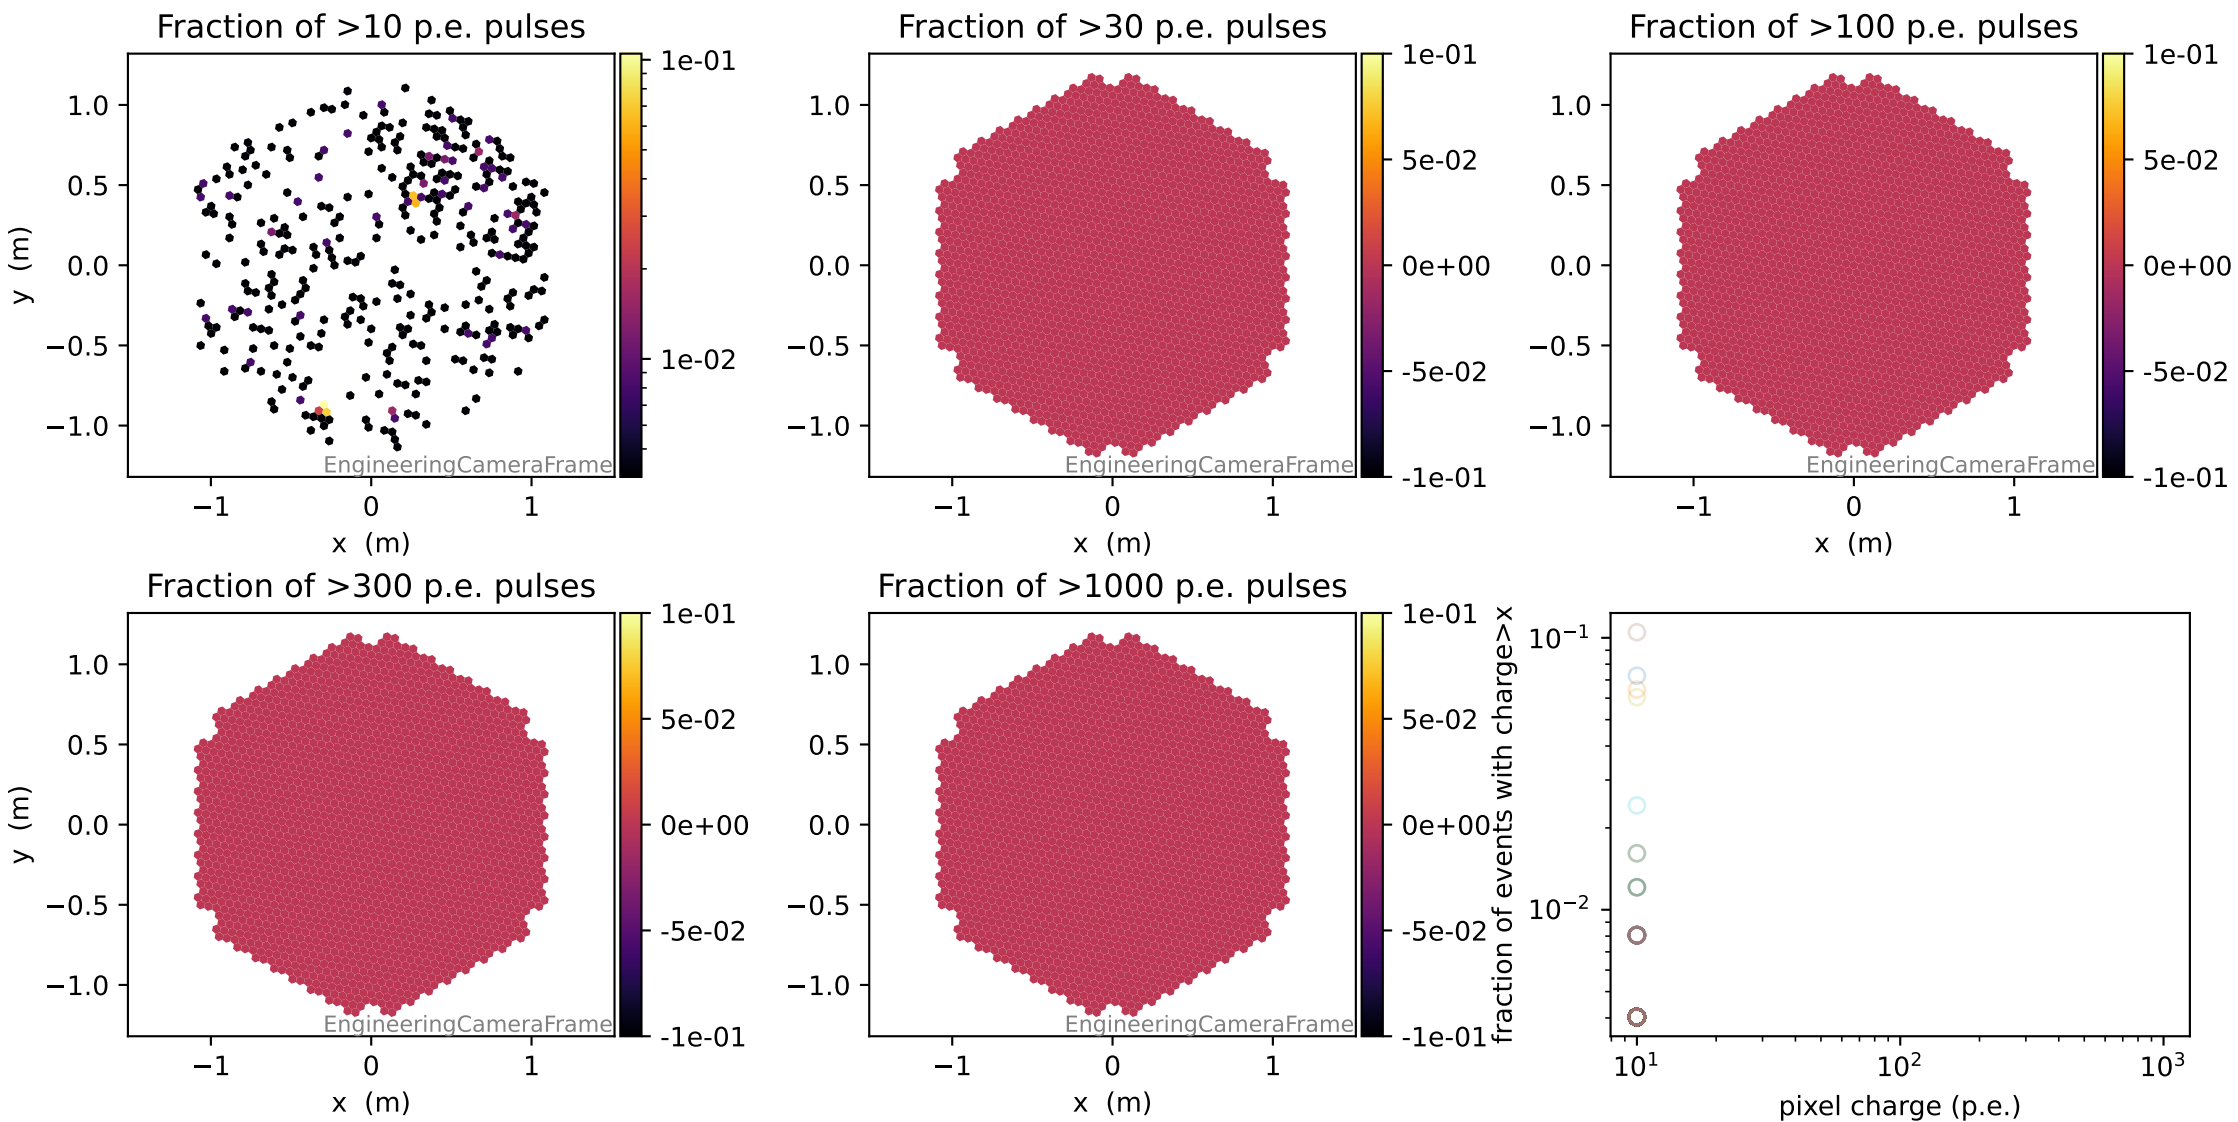 Fraction of >10 p.e. pulses
1.0
0.5
0.0
−0.5
−1.0
y (m)
−1 0 1
x (m)
1e-01
1e-02
EngineeringCameraFrame
Fraction of >30 p.e. pulses
1.0
0.5
0.0
−0.5
−1.0
−1 0 1
x (m)
1e-01
5e-02
0e+00
-5e-02
-1e-01
EngineeringCameraFrame
Fraction of >100 p.e. pulses
1.0
0.5
0.0
−0.5
−1.0
−1 0 1
x (m)
1e-01
5e-02
0e+00
-5e-02
-1e-01
EngineeringCameraFrame
Fraction of >300 p.e. pulses
1.0
0.5
0.0
−0.5
−1.0
y (m)
−1 0 1
x (m)
1e-01
5e-02
0e+00
-5e-02
-1e-01
EngineeringCameraFrame
Fraction of >1000 p.e. pulses
1.0
0.5
0.0
−0.5
−1.0
−1 0 1
x (m)
1e-01
5e-02
0e+00
-5e-02
-1e-01
EngineeringCameraFrame
fraction of events with charge>x
10⁻¹
10⁻²
10¹ 10² 10³
pixel charge (p.e.)